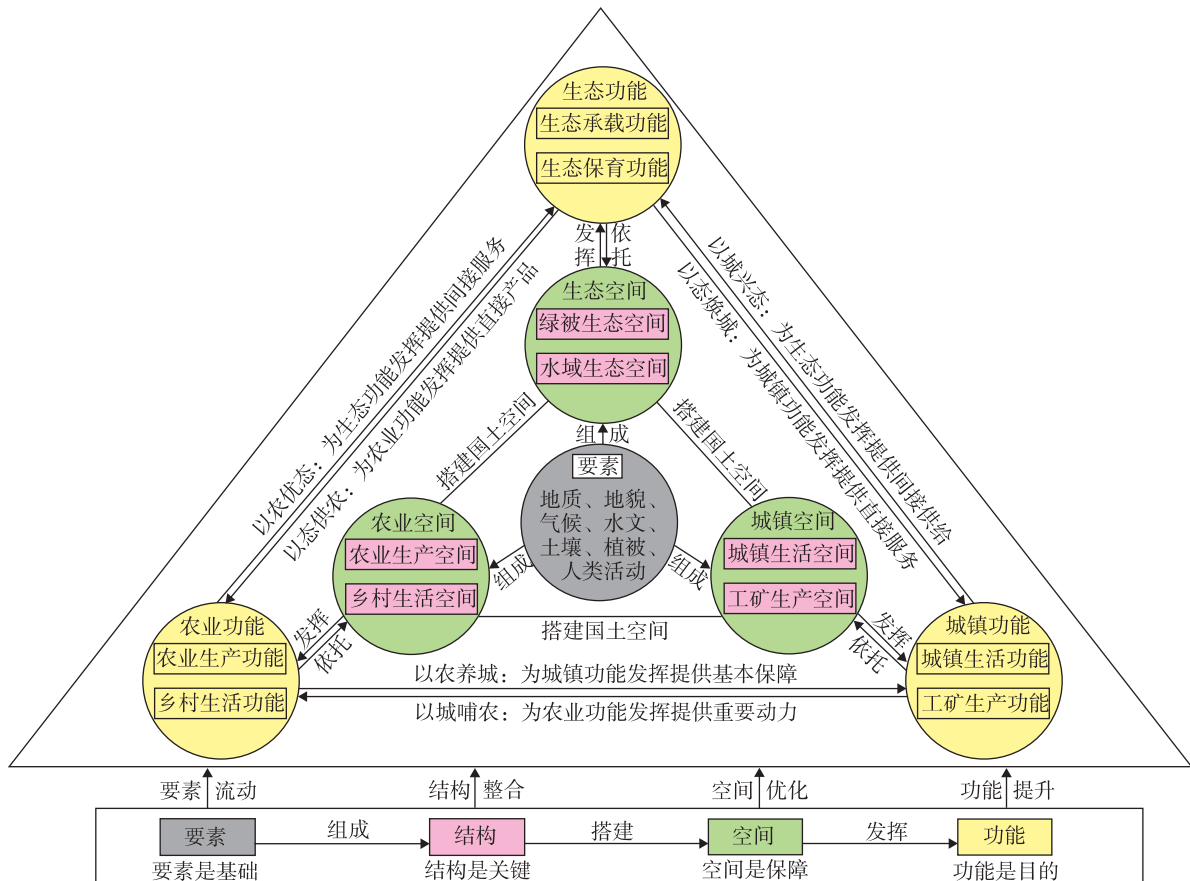 生态功能
生态承载功能
生态保育功能
发挥
依托
以农优态：为生态功能发挥提供间接服务
以态供农：为农业功能发挥提供直接产品
以城兴态：为生态功能发挥提供间接供给
以态焕城：为城镇功能发挥提供直接服务
生态空间
绿被生态空间
水域生态空间
搭建国土空间
搭建国土空间
组成
要素
地质、地貌、
气候、水文、
土壤、植被、
人类活动
农业空间
农业生产空间
乡村生活空间
组成
组成
城镇空间
城镇生活空间
工矿生产空间
搭建国土空间
农业功能
农业生产功能
乡村生活功能
发挥
依托
发挥
依托
城镇功能
城镇生活功能
工矿生产功能
以农养城：为城镇功能发挥提供基本保障
以城哺农：为农业功能发挥提供重要动力
要素 流动
结构 整合
空间 优化
功能 提升
要素
组成
结构
搭建
空间
发挥
功能
要素是基础
结构是关键
空间是保障
功能是目的